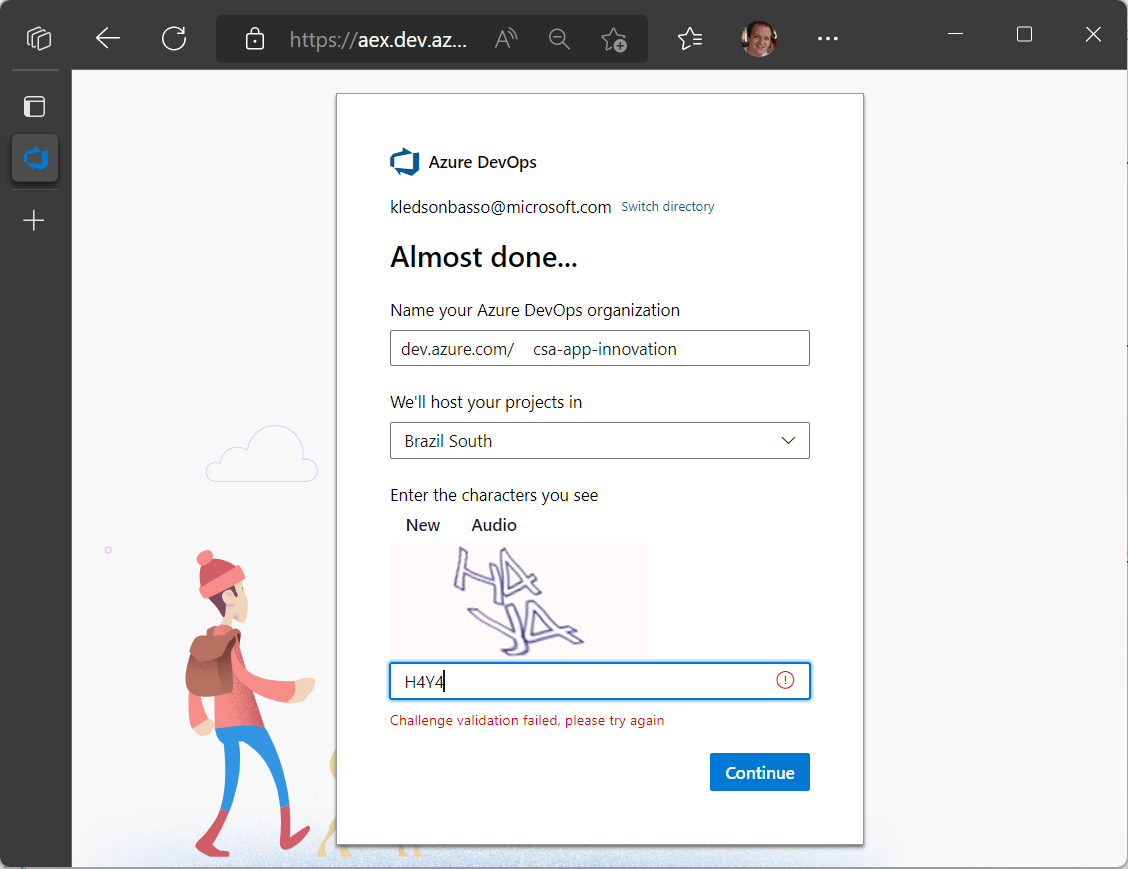 https://aex.dev.az...
Azure DevOps
kledsonbasso@microsoft.com Switch directory
Almost done...
Name your Azure DevOps organization
dev.azure.com/ csa-app-innovation
We'll host your projects in
Brazil South
Enter the characters you see
New Audio
H4
Y4
H4Y4
Challenge validation failed, please try again
Continue